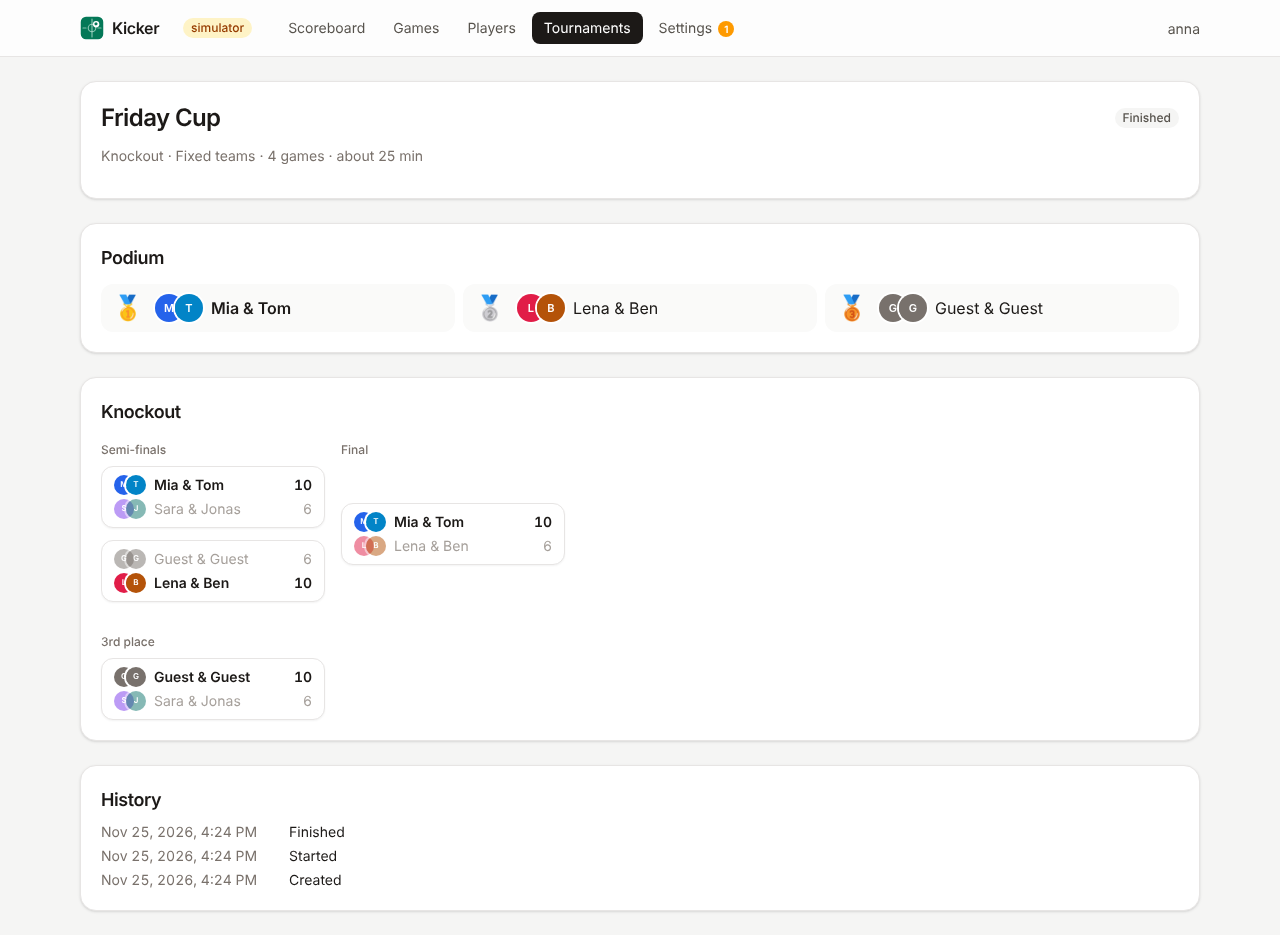 Kicker simulator Scoreboard Games Players Tournaments Settings 1 anna
Friday Cup Finished
Knockout · Fixed teams · 4 games · about 25 min
Podium
M T Mia & Tom 2 L B Lena & Ben 3 G G Guest & Guest
Knockout
Semi-finals Final
T Mia & Tom 10
S J Sara & Jonas 6
M T Mia & Tom 10
L B Lena & Ben 6
G G Guest & Guest 6
L B Lena & Ben 10
3rd place
G G Guest & Guest 10
S J Sara & Jonas 6
History
Nov 25, 2026, 4:24 PM Finished
Nov 25, 2026, 4:24 PM Started
Nov 25, 2026, 4:24 PM Created